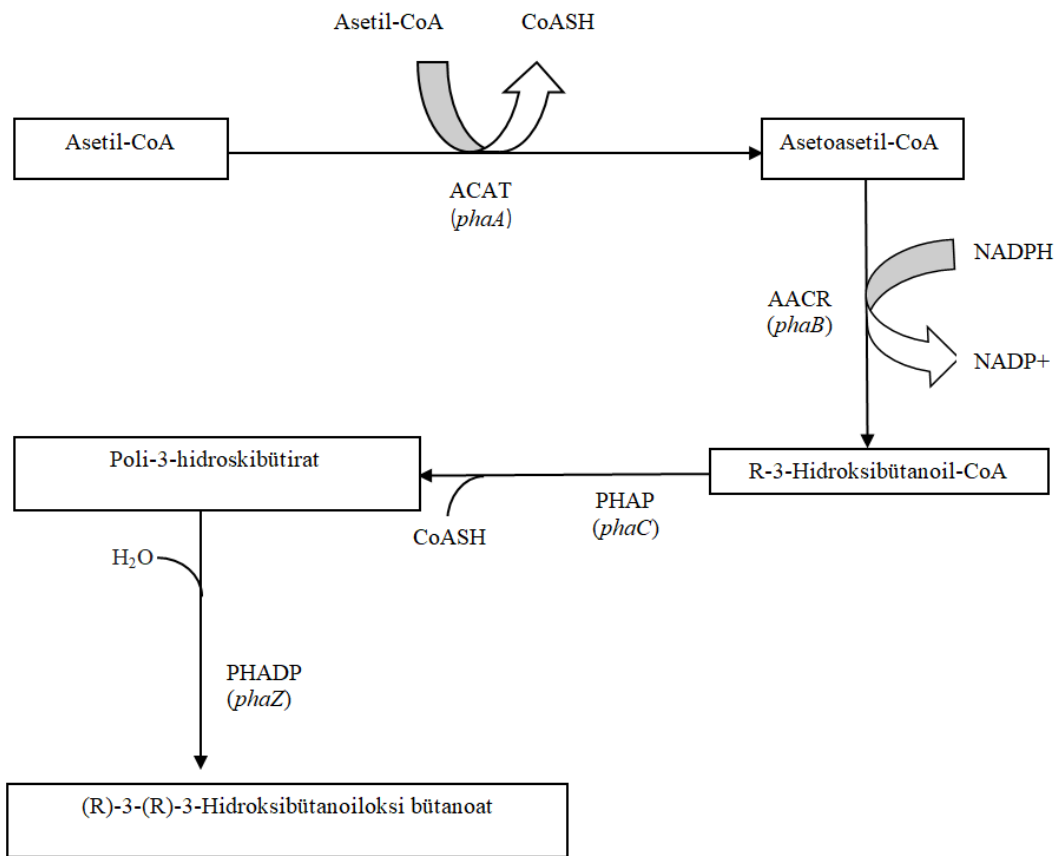 Asetil-CoA
CoASH
Asetil-CoA
Asetoasetil-CoA
ACAT
(phaA)
NADPH
AACR
(phaB)
NADP+
Poli-3-hidroskibütirat
R-3-Hidroksibütanoil-CoA
PHAP
(phaC)
CoASH
H₂O
PHADP
(phaZ)
(R)-3-(R)-3-Hidroksibütanoiloksi bütanoat